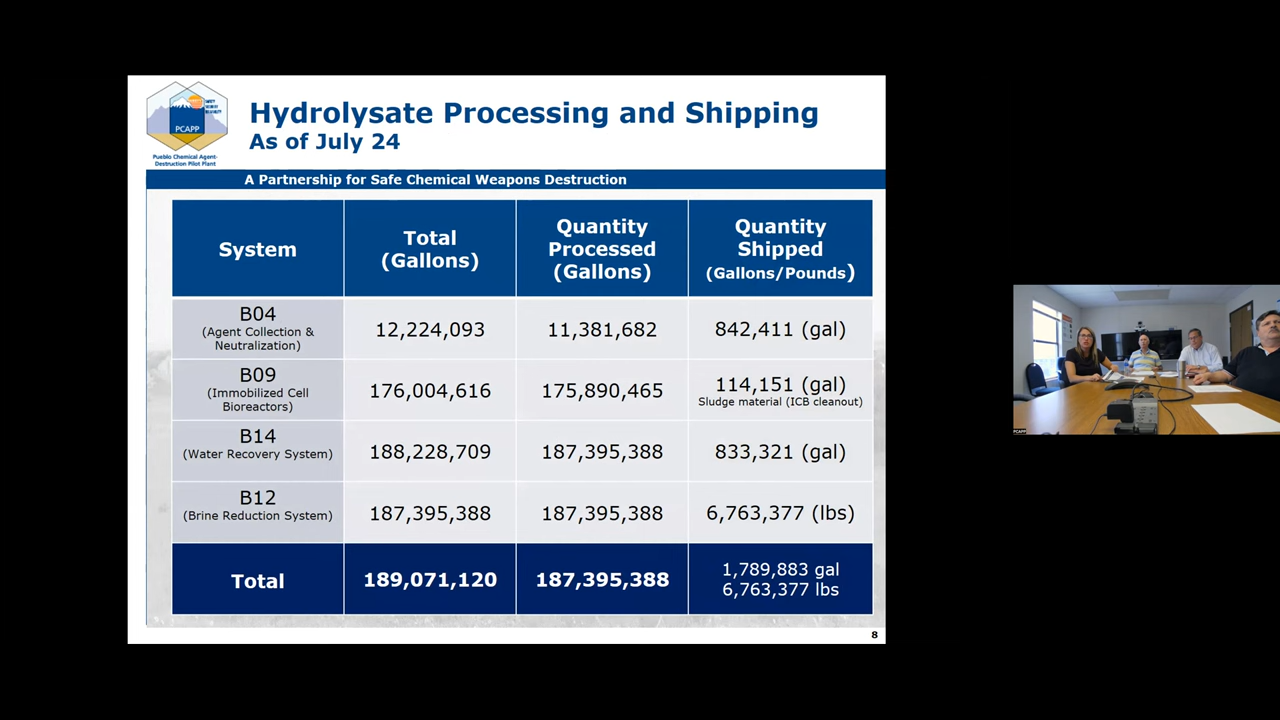 PCAPP
Pueblo Chemical Agent-
Destruction Pilot Plant
Hydrolysate Processing and Shipping
As of July 24
A Partnership for Safe Chemical Weapons Destruction
System
Total
(Gallons)
Quantity
Processed
(Gallons)
Quantity
Shipped
(Gallons/Pounds)
B04
(Agent Collection &
Neutralization)
12,224,093
11,381,682
842,411 (gal)
B09
(Immobilized Cell
Bioreactors)
176,004,616
175,890,465
114,151 (gal)
Sludge material (ICB cleanout)
B14
(Water Recovery System)
188,228,709
187,395,388
833,321 (gal)
B12
(Brine Reduction System)
187,395,388
187,395,388
6,763,377 (lbs)
Total
189,071,120
187,395,388
1,789,883 gal
6,763,377 lbs
8
PCAPP